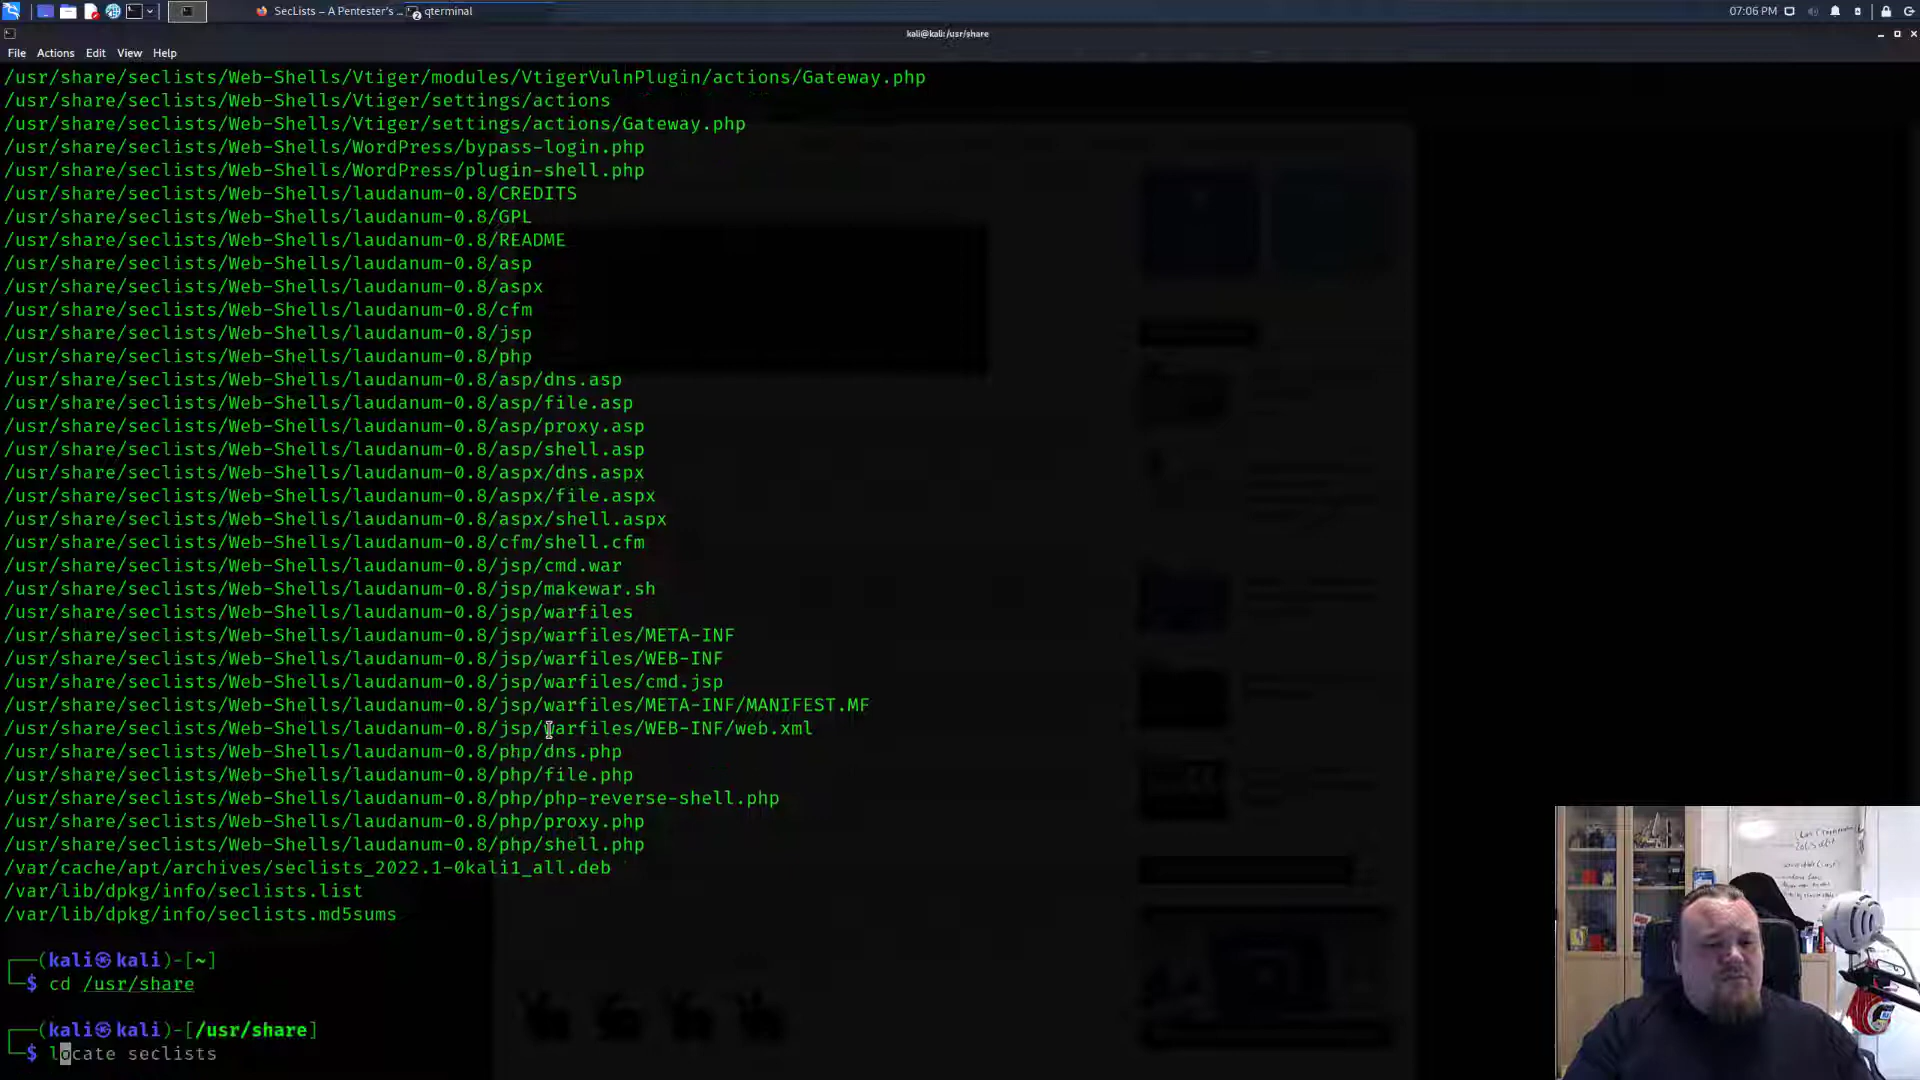 SecLists – A Pentester's ...
qterminal
07:06 PM
kali@kali:/usr/share
File Actions Edit View Help
/usr/share/seclists/Web-Shells/Vtiger/modules/VtigerVulnPlugin/actions/Gateway.php
/usr/share/seclists/Web-Shells/Vtiger/settings/actions
/usr/share/seclists/Web-Shells/Vtiger/settings/actions/Gateway.php
/usr/share/seclists/Web-Shells/WordPress/bypass-login.php
/usr/share/seclists/Web-Shells/WordPress/plugin-shell.php
/usr/share/seclists/Web-Shells/laudanum-0.8/CREDITS
/usr/share/seclists/Web-Shells/laudanum-0.8/GPL
/usr/share/seclists/Web-Shells/laudanum-0.8/README
/usr/share/seclists/Web-Shells/laudanum-0.8/asp
/usr/share/seclists/Web-Shells/laudanum-0.8/aspx
/usr/share/seclists/Web-Shells/laudanum-0.8/cfm
/usr/share/seclists/Web-Shells/laudanum-0.8/jsp
/usr/share/seclists/Web-Shells/laudanum-0.8/php
/usr/share/seclists/Web-Shells/laudanum-0.8/asp/dns.asp
/usr/share/seclists/Web-Shells/laudanum-0.8/asp/file.asp
/usr/share/seclists/Web-Shells/laudanum-0.8/asp/proxy.asp
/usr/share/seclists/Web-Shells/laudanum-0.8/asp/shell.asp
/usr/share/seclists/Web-Shells/laudanum-0.8/aspx/dns.aspx
/usr/share/seclists/Web-Shells/laudanum-0.8/aspx/file.aspx
/usr/share/seclists/Web-Shells/laudanum-0.8/aspx/shell.aspx
/usr/share/seclists/Web-Shells/laudanum-0.8/cfm/shell.cfm
/usr/share/seclists/Web-Shells/laudanum-0.8/jsp/cmd.war
/usr/share/seclists/Web-Shells/laudanum-0.8/jsp/makewar.sh
/usr/share/seclists/Web-Shells/laudanum-0.8/jsp/warfiles
/usr/share/seclists/Web-Shells/laudanum-0.8/jsp/warfiles/META-INF
/usr/share/seclists/Web-Shells/laudanum-0.8/jsp/warfiles/WEB-INF
/usr/share/seclists/Web-Shells/laudanum-0.8/jsp/warfiles/cmd.jsp
/usr/share/seclists/Web-Shells/laudanum-0.8/jsp/warfiles/META-INF/MANIFEST.MF
/usr/share/seclists/Web-Shells/laudanum-0.8/jsp/warfiles/WEB-INF/web.xml
/usr/share/seclists/Web-Shells/laudanum-0.8/php/dns.php
/usr/share/seclists/Web-Shells/laudanum-0.8/php/file.php
/usr/share/seclists/Web-Shells/laudanum-0.8/php/php-reverse-shell.php
/usr/share/seclists/Web-Shells/laudanum-0.8/php/proxy.php
/usr/share/seclists/Web-Shells/laudanum-0.8/php/shell.php
/var/cache/apt/archives/seclists_2022.1-0kali1_all.deb
/var/lib/dpkg/info/seclists.list
/var/lib/dpkg/info/seclists.md5sums
┌──(kali㉿kali)-[~]
└─$ cd /usr/share
┌──(kali㉿kali)-[/usr/share]
└─$ locate seclists